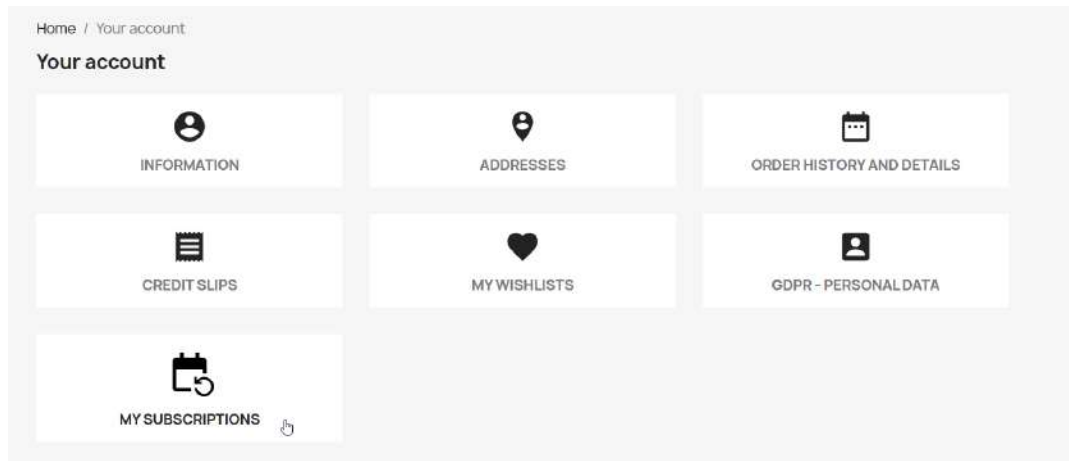 Home / Your account
Your account
INFORMATION
ADDRESSES
ORDER HISTORY AND DETAILS
CREDIT SLIPS
MY WISHLISTS
GDPR - PERSONAL DATA
MY SUBSCRIPTIONS